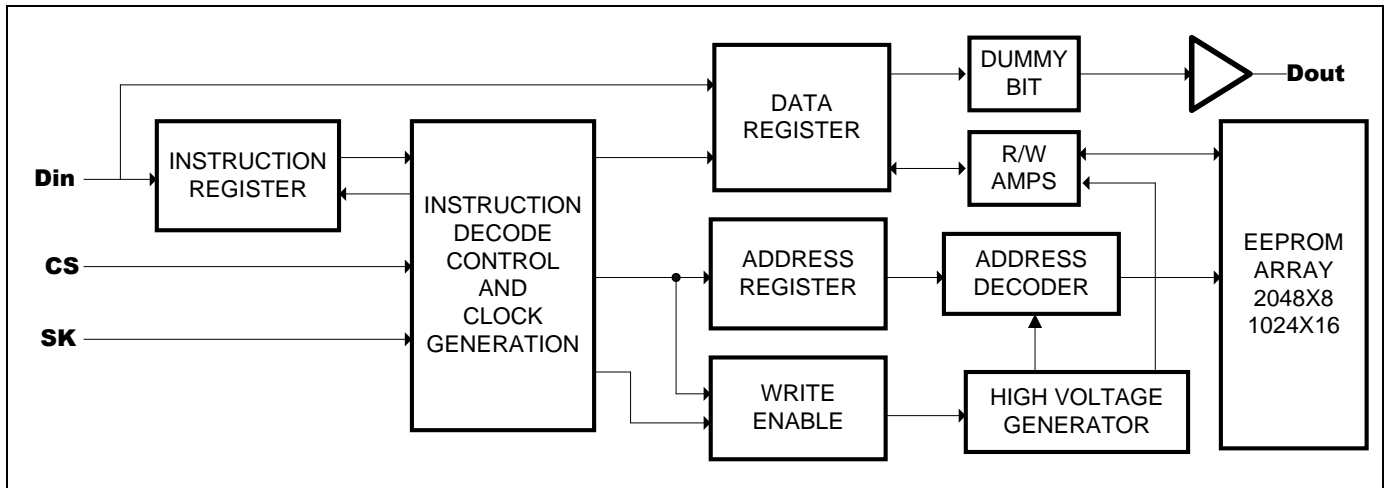 DUMMY
BIT
Dout
DATA
REGISTER
INSTRUCTION
REGISTER
Din
R/W
AMPS
INSTRUCTION
DECODE
CONTROL
AND
CLOCK
GENERATION
CS
SK
ADDRESS
REGISTER
ADDRESS
DECODER
EEPROM
ARRAY
2048X8
1024X16
WRITE
ENABLE
HIGH VOLTAGE
GENERATOR